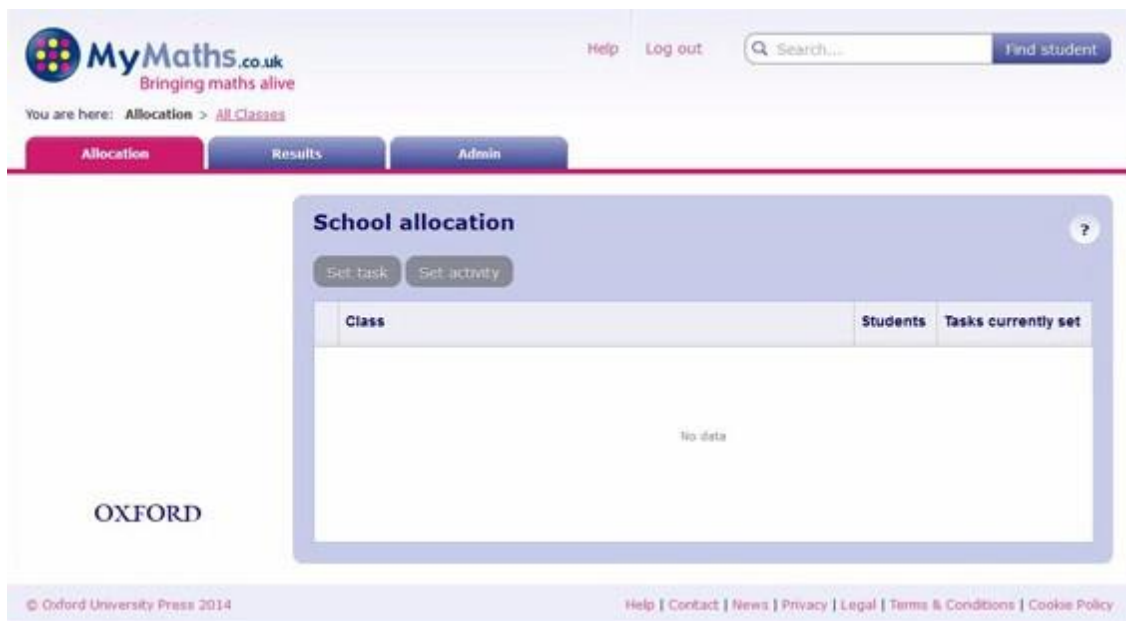 MyMaths.co.uk
Bringing maths alive
Help Log out Search... Find student
You are here: Allocation > All Classes
Allocation Results Admin
School allocation ?
Set task Set activity
Class Students Tasks currently set
No data
OXFORD
© Oxford University Press 2014 Help | Contact | News | Privacy | Legal | Terms & Conditions | Cookie Policy